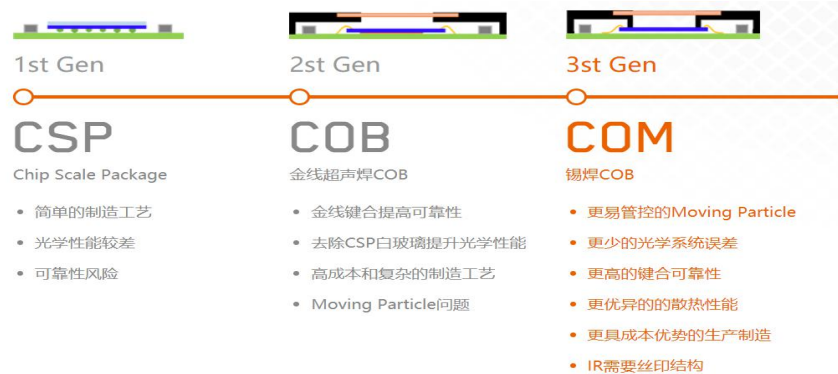 1st Gen
2st Gen
3st Gen
CSP
COB
COM
Chip Scale Package
金线超声焊COB
锡焊COB
• 简单的制造工艺
• 光学性能较差
• 可靠性风险
• 金线键合提高可靠性
• 去除CSP白玻璃提升光学性能
• 高成本和复杂的制造工艺
• Moving Particle问题
• 更易管控的Moving Particle
• 更少的光学系统误差
• 更高的键合可靠性
• 更优异的的散热性能
• 更具成本优势的生产制造
• IR需要丝印结构